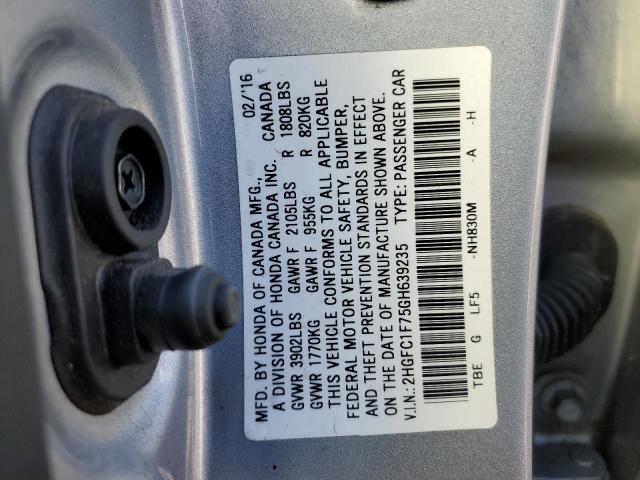 MFD. BY HONDA OF CANADA MFG., 02/'16
A DIVISION OF HONDA CANADA INC. CANADA
GVWR 3902LBS GAWR F 2105LBS R 1808LBS
GVWR 1770KG GAWR F 955KG R 820KG
THIS VEHICLE CONFORMS TO ALL APPLICABLE
FEDERAL MOTOR VEHICLE SAFETY, BUMPER,
AND THEFT PREVENTION STANDARDS IN EFFECT
ON THE DATE OF MANUFACTURE SHOWN ABOVE.
V.I.N.: 2HGFC1F75GH639235 TYPE: PASSENGER CAR
TBE G LF5 -NH830M -A -H